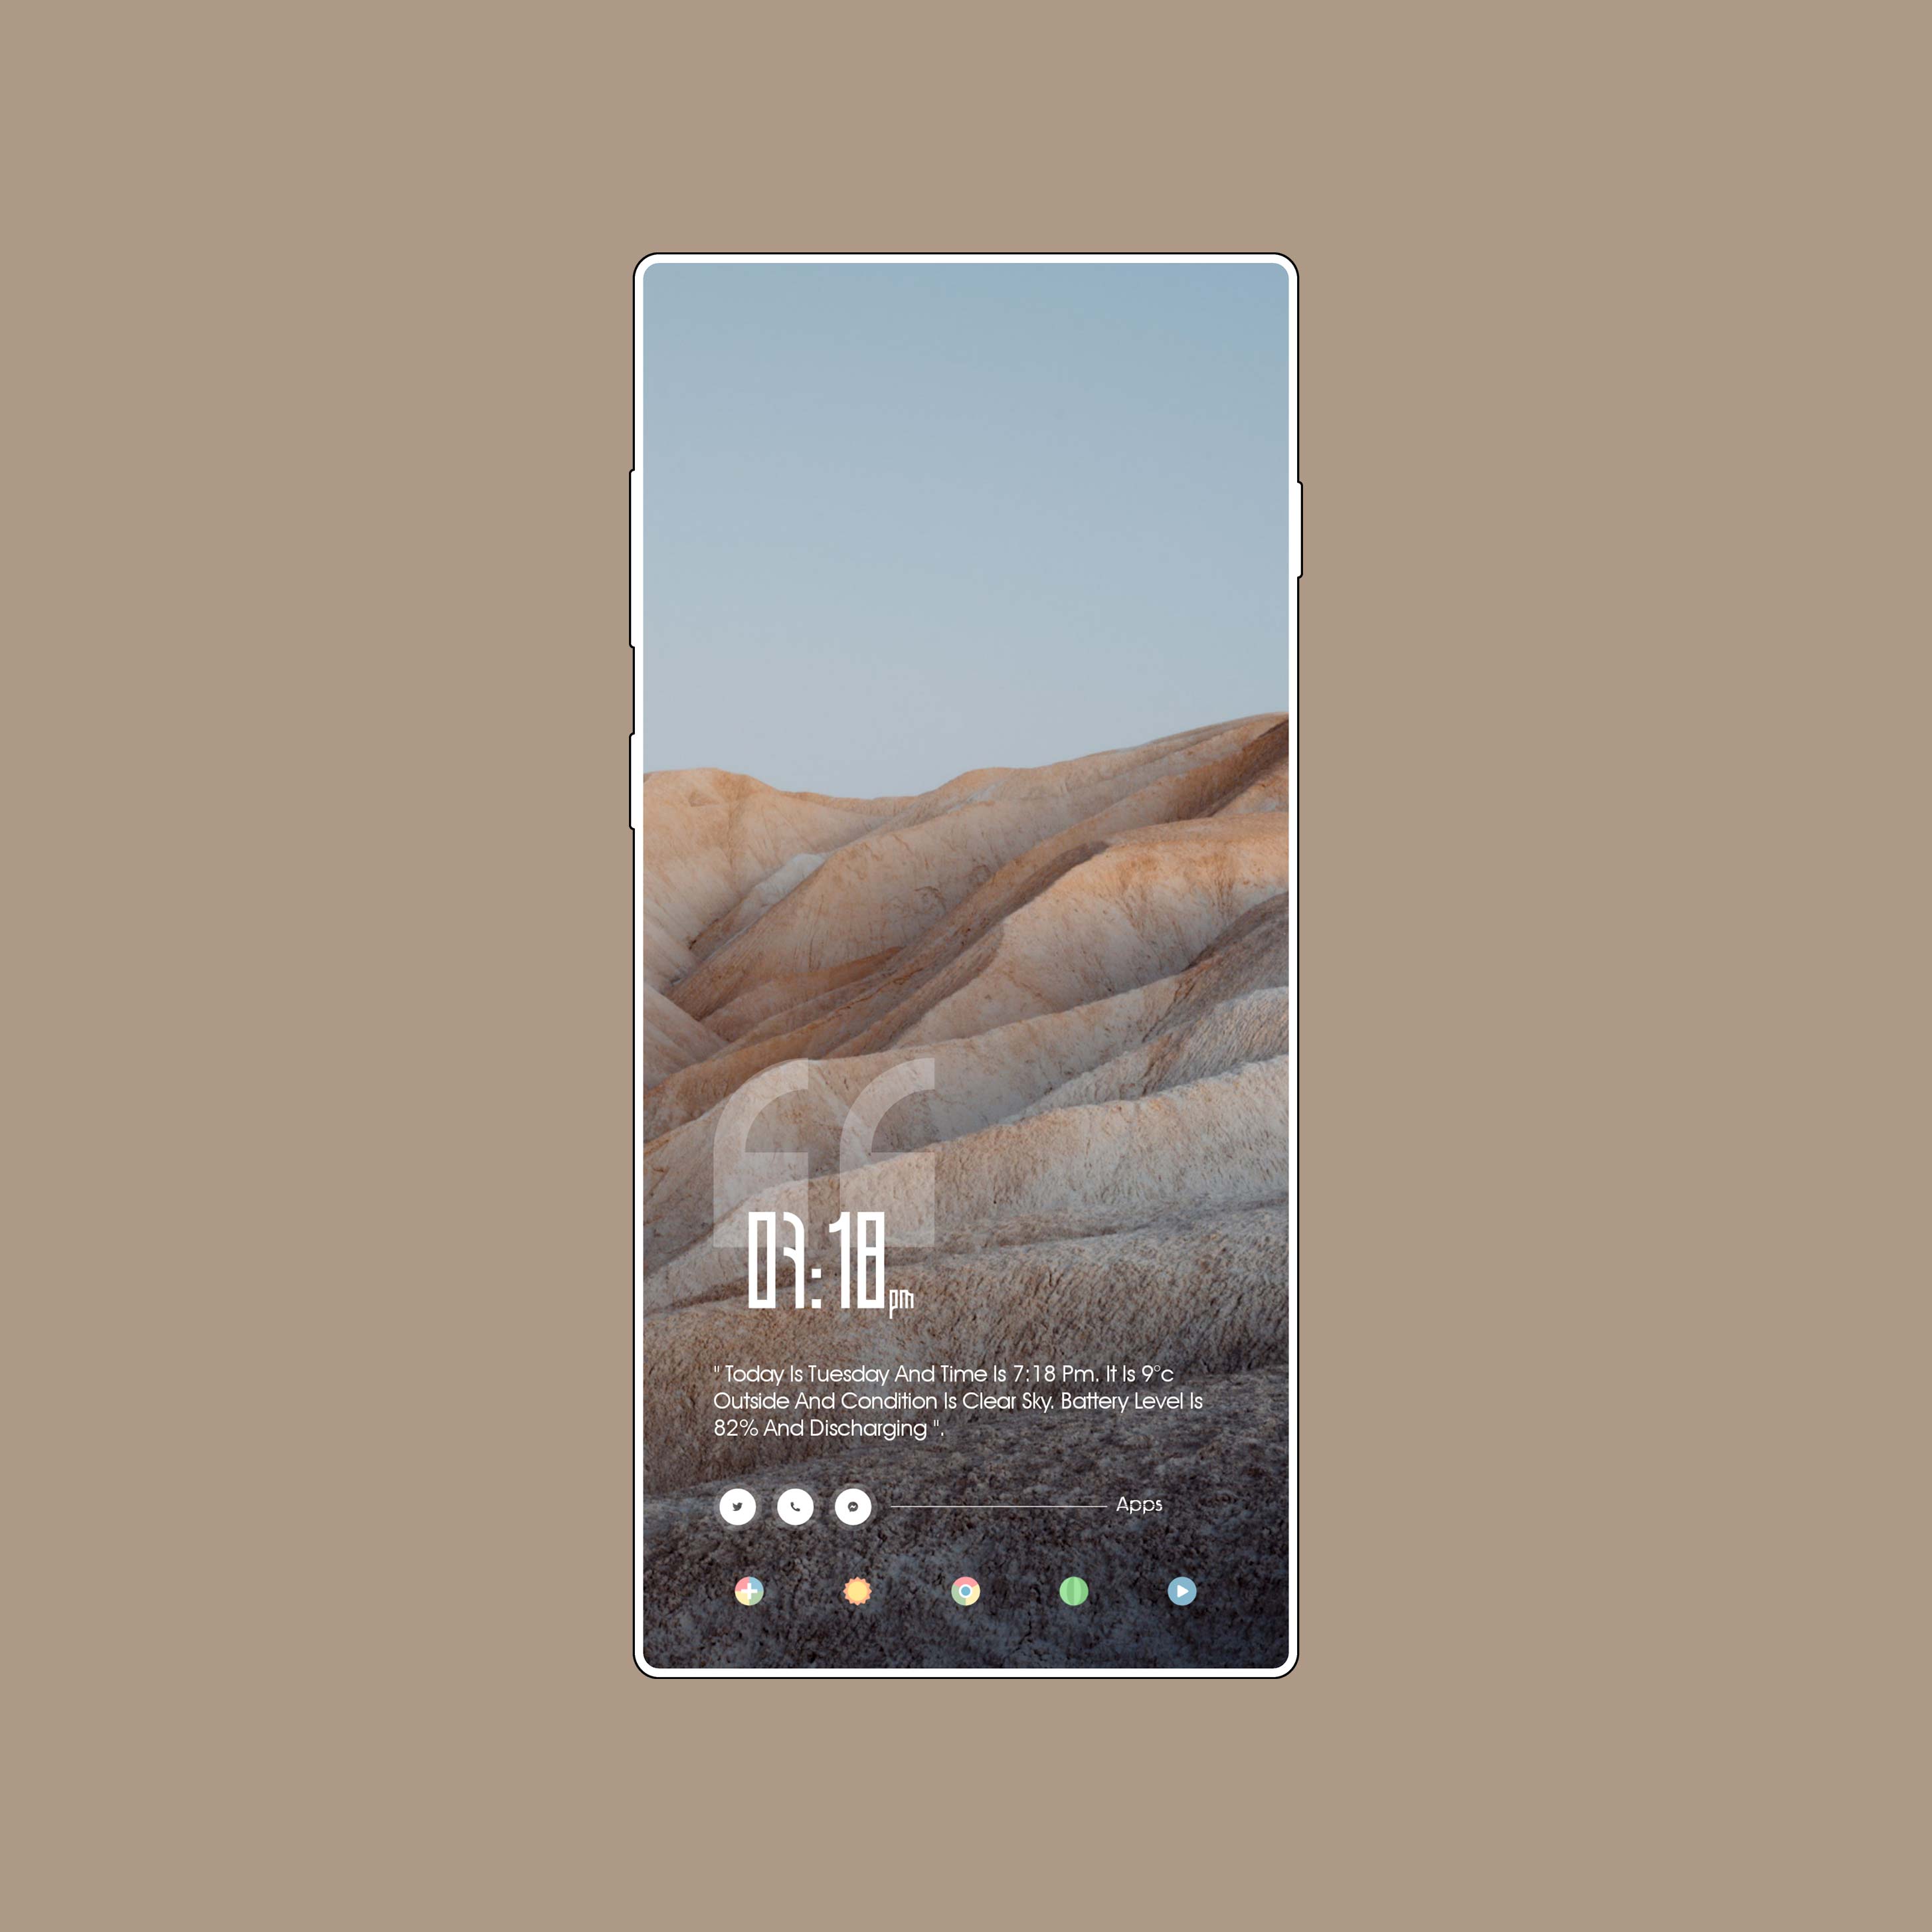 07:18pm
" Today Is Tuesday And Time Is 7:18 Pm. It Is 9°c
Outside And Condition Is Clear Sky. Battery Level Is
82% And Discharging ".
Apps